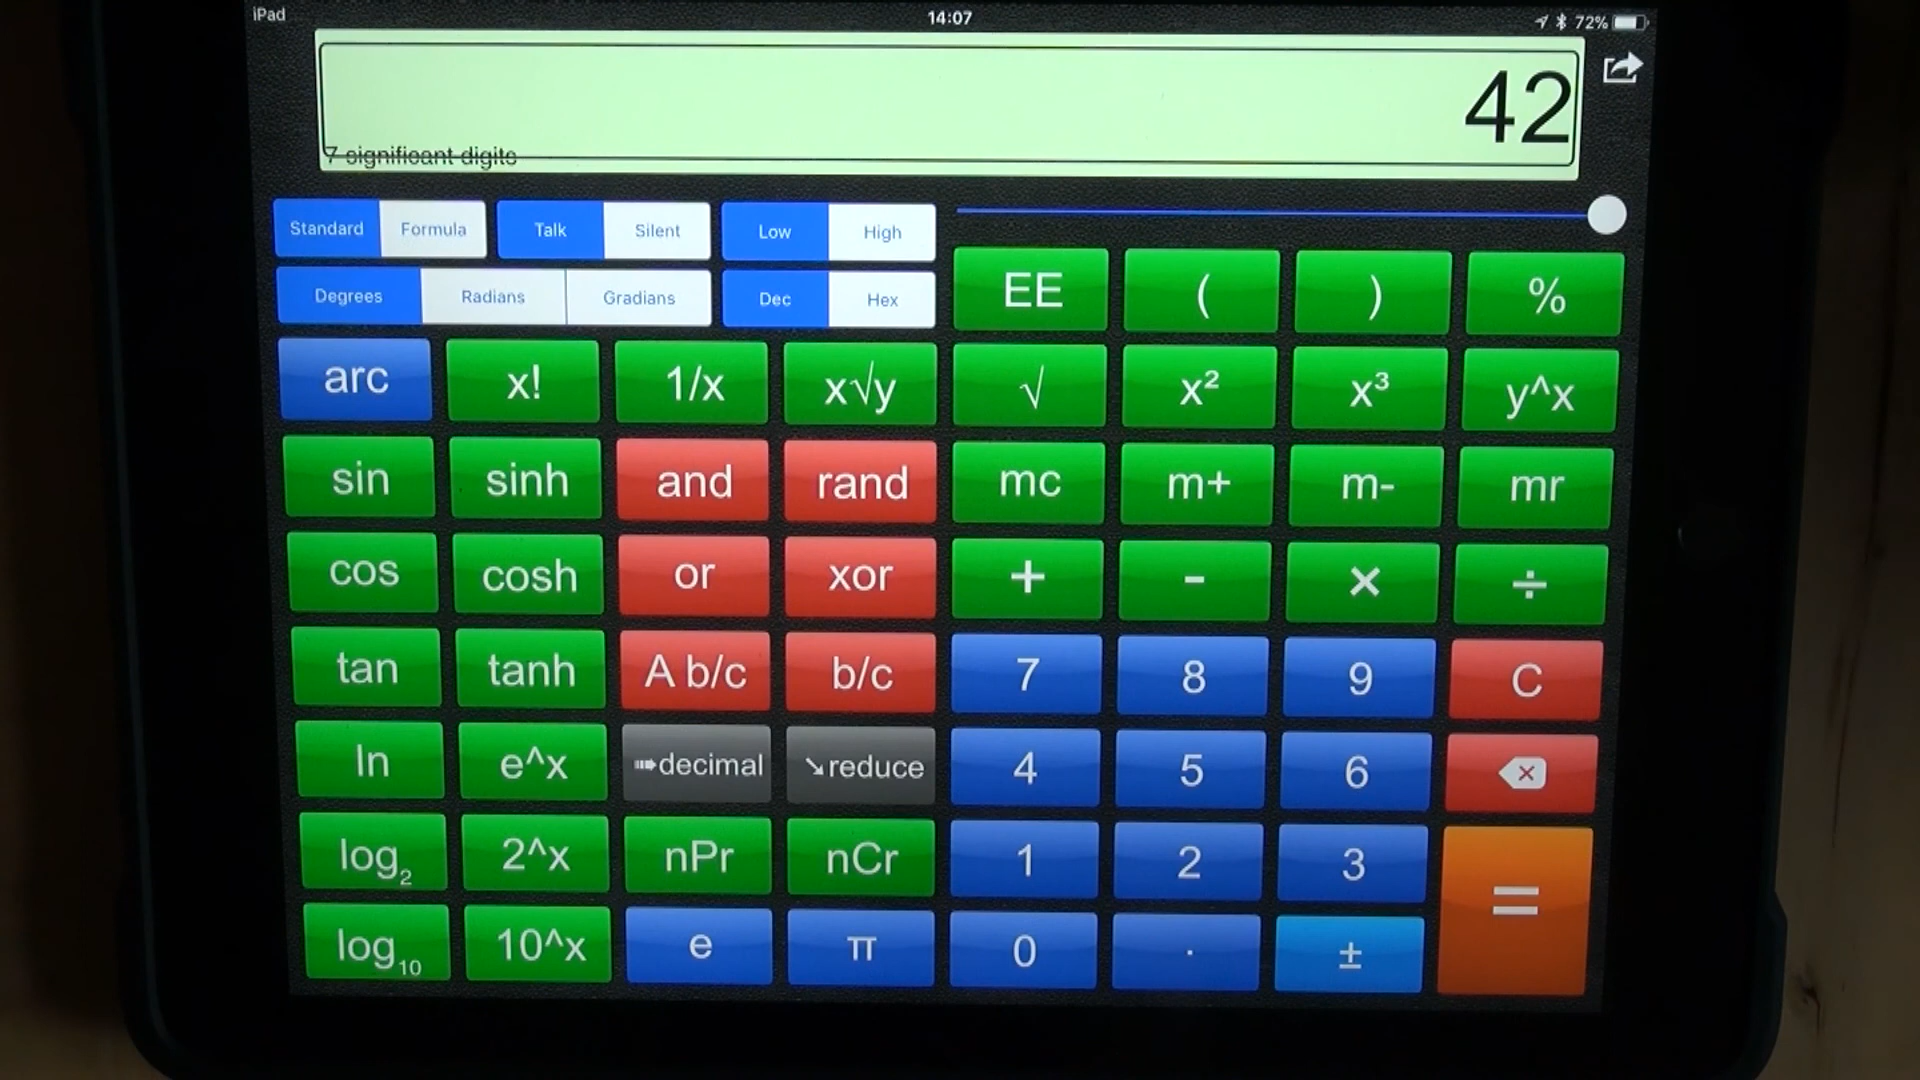 iPad 14:07 72%
42
7 significant digits
Standard Formula Talk Silent Low High
Degrees Radians Gradians Dec Hex
EE ( ) %
arc x! 1/x x√y √ x² x³ y^x
sin sinh and rand mc m+ m- mr
cos cosh or xor + - × ÷
tan tanh A b/c b/c 7 8 9 C
ln e^x ➠decimal ↘reduce 4 5 6
log₂ 2^x nPr nCr 1 2 3 =
log₁₀ 10^x e π 0 . ±